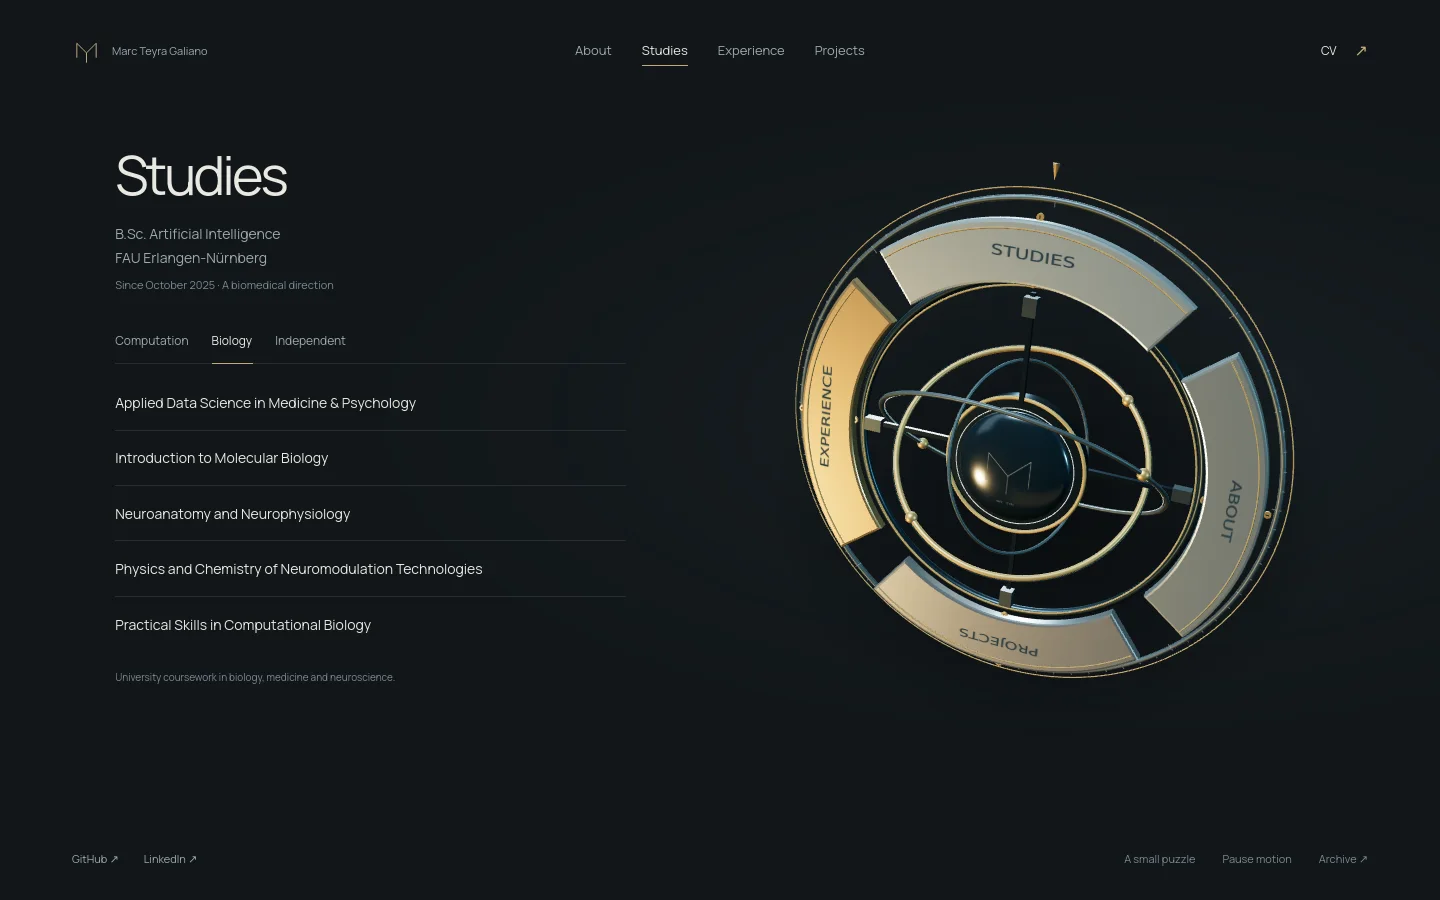 Marc Teyra Galiano
About
Studies
Experience
Projects
CV ↗
Studies
B.Sc. Artificial Intelligence
FAU Erlangen-Nürnberg
Since October 2025 · A biomedical direction
Computation
Biology
Independent
Applied Data Science in Medicine & Psychology
Introduction to Molecular Biology
Neuroanatomy and Neurophysiology
Physics and Chemistry of Neuromodulation Technologies
Practical Skills in Computational Biology
University coursework in biology, medicine and neuroscience.
STUDIES
EXPERIENCE
ABOUT
PROJECTS
GitHub ↗
LinkedIn ↗
A small puzzle
Pause motion
Archive ↗